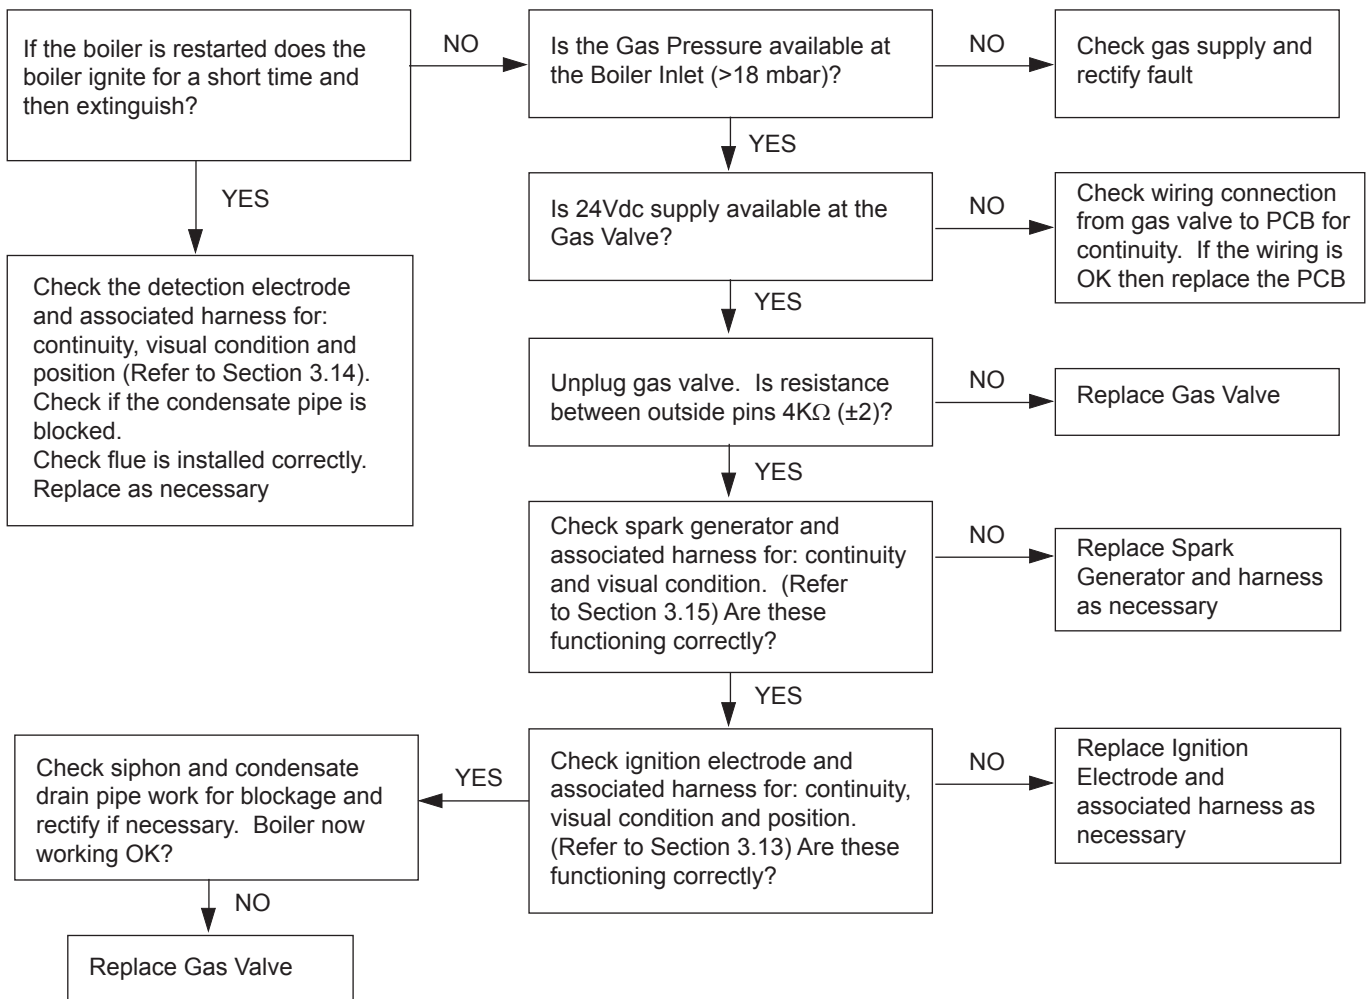 If the boiler is restarted does the
boiler ignite for a short time and
then extinguish?
NO
Is the Gas Pressure available at
the Boiler Inlet (>18 mbar)?
NO
Check gas supply and
rectify fault
YES
YES
Check the detection electrode
and associated harness for:
continuity, visual condition and
position (Refer to Section 3.14).
Check if the condensate pipe is
blocked.
Check flue is installed correctly.
Replace as necessary
Is 24Vdc supply available at the
Gas Valve?
NO
Check wiring connection
from gas valve to PCB for
continuity.  If the wiring is
OK then replace the PCB
YES
Unplug gas valve.  Is resistance
between outside pins 4KΩ (±2)?
NO
Replace Gas Valve
YES
Check spark generator and
associated harness for: continuity
and visual condition.  (Refer
to Section 3.15) Are these
functioning correctly?
NO
Replace Spark
Generator and harness
as necessary
YES
Check ignition electrode and
associated harness for: continuity,
visual condition and position.
(Refer to Section 3.13) Are these
functioning correctly?
NO
Replace Ignition
Electrode and
associated harness as
necessary
YES
Check siphon and condensate
drain pipe work for blockage and
rectify if necessary.  Boiler now
working OK?
NO
Replace Gas Valve